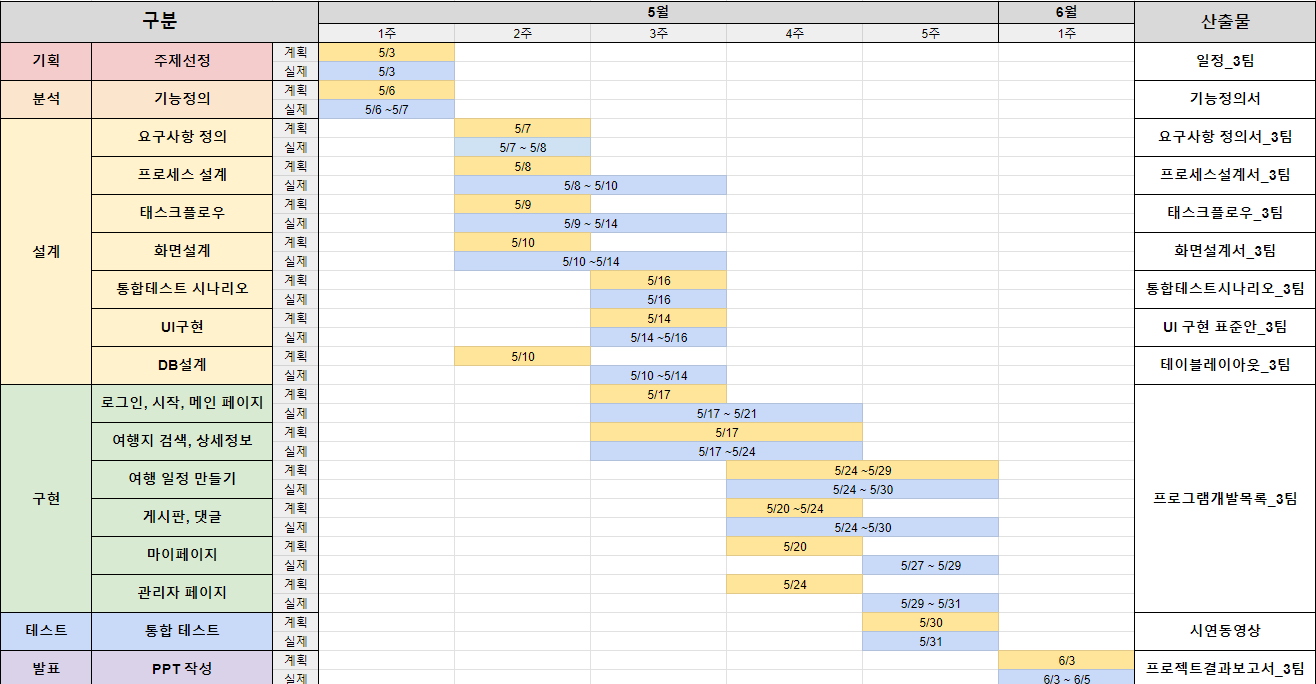 구분 5월 6월 산출물
1주 2주 3주 4주 5주 1주
기획 주제선정 계획 5/3 일정_3팀
실제 5/3
분석 기능정의 계획 5/6 기능정의서
실제 5/6 ~5/7
설계 요구사항 정의 계획 5/7 요구사항 정의서_3팀
실제 5/7 ~ 5/8
프로세스 설계 계획 5/8 프로세스설계서_3팀
실제 5/8 ~ 5/10
태스크플로우 계획 5/9 태스크플로우_3팀
실제 5/9 ~ 5/14
화면설계 계획 5/10 화면설계서_3팀
실제 5/10 ~5/14
통합테스트 시나리오 계획 5/16 통합테스트시나리오_3팀
실제 5/16
UI구현 계획 5/14 UI 구현 표준안_3팀
실제 5/14 ~5/16
DB설계 계획 5/10 테이블레이아웃_3팀
실제 5/10 ~5/14
구현 로그인, 시작, 메인 페이지 계획 5/17 프로그램개발목록_3팀
실제 5/17 ~ 5/21
여행지 검색, 상세정보 계획 5/17
실제 5/17 ~5/24
여행 일정 만들기 계획 5/24 ~5/29
실제 5/24 ~ 5/30
게시판, 댓글 계획 5/20 ~5/24
실제 5/24 ~5/30
마이페이지 계획 5/20
실제 5/27 ~ 5/29
관리자 페이지 계획 5/24
실제 5/29 ~ 5/31
테스트 통합 테스트 계획 5/30 시연동영상
실제 5/31
발표 PPT 작성 계획 6/3 프로젝트결과보고서_3팀
실제 6/3 ~ 6/5